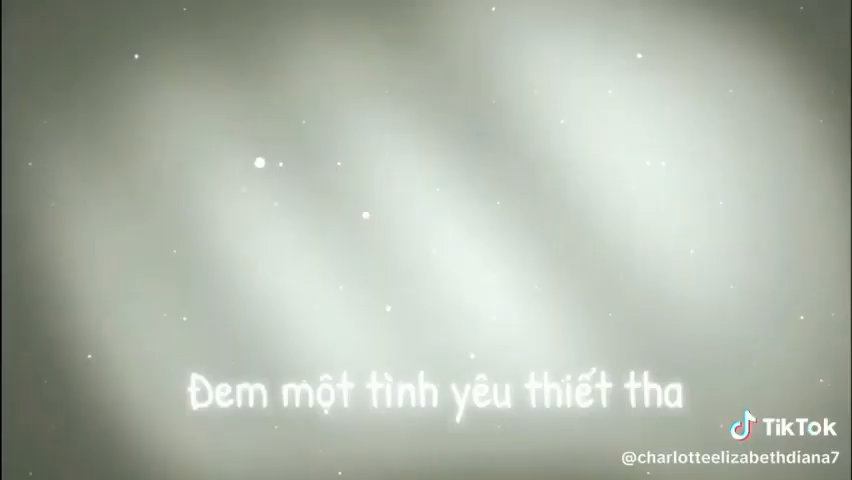 Đem một tình yêu thiết tha
TikTok
@charlotteelizabethdiana7